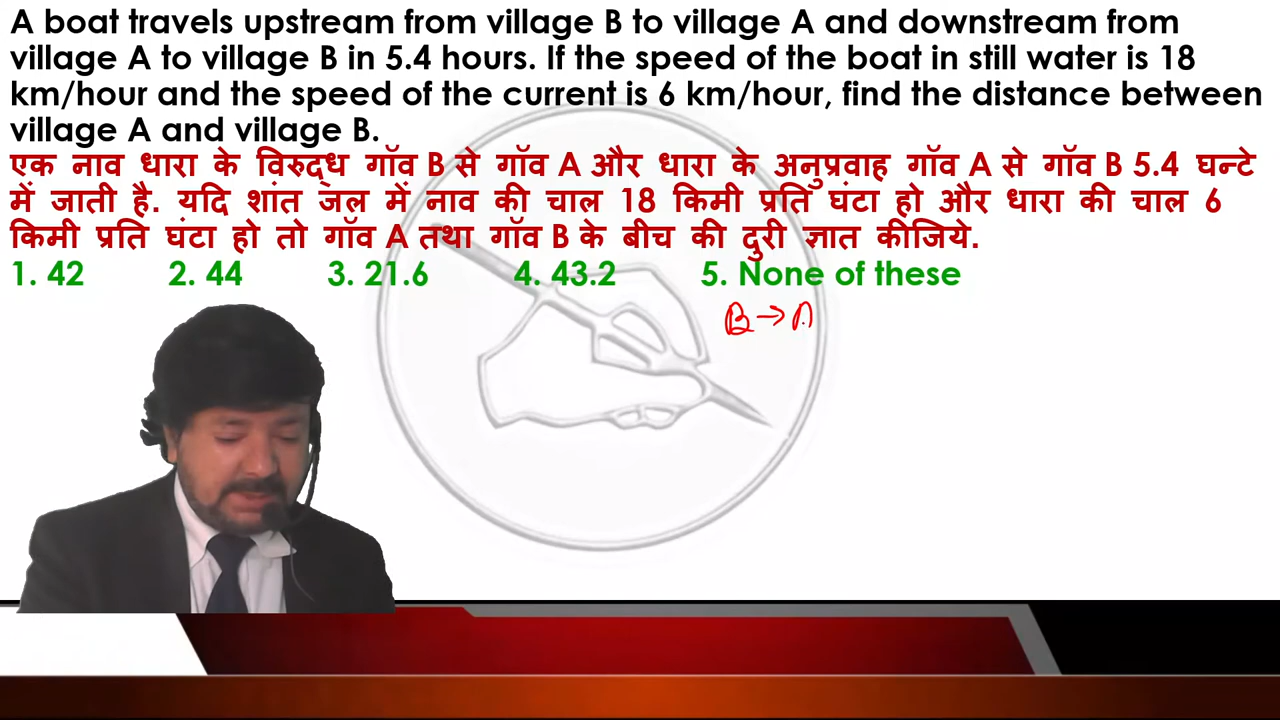 A boat travels upstream from village B to village A and downstream from
village A to village B in 5.4 hours. If the speed of the boat in still water is 18
km/hour and the speed of the current is 6 km/hour, find the distance between
village A and village B.
एक नाव धारा के विरुद्ध गॉव B से गॉव A और धारा के अनुप्रवाह गॉव A से गॉव B 5.4 घन्टे
में जाती है. यदि शांत जल में नाव की चाल 18 किमी प्रति घंटा हो और धारा की चाल 6
किमी प्रति घंटा हो तो गॉव A तथा गॉव B के बीच की दुरी ज्ञात कीजिये.
1. 42 2. 44 3. 21.6 4. 43.2 5. None of these
B → A